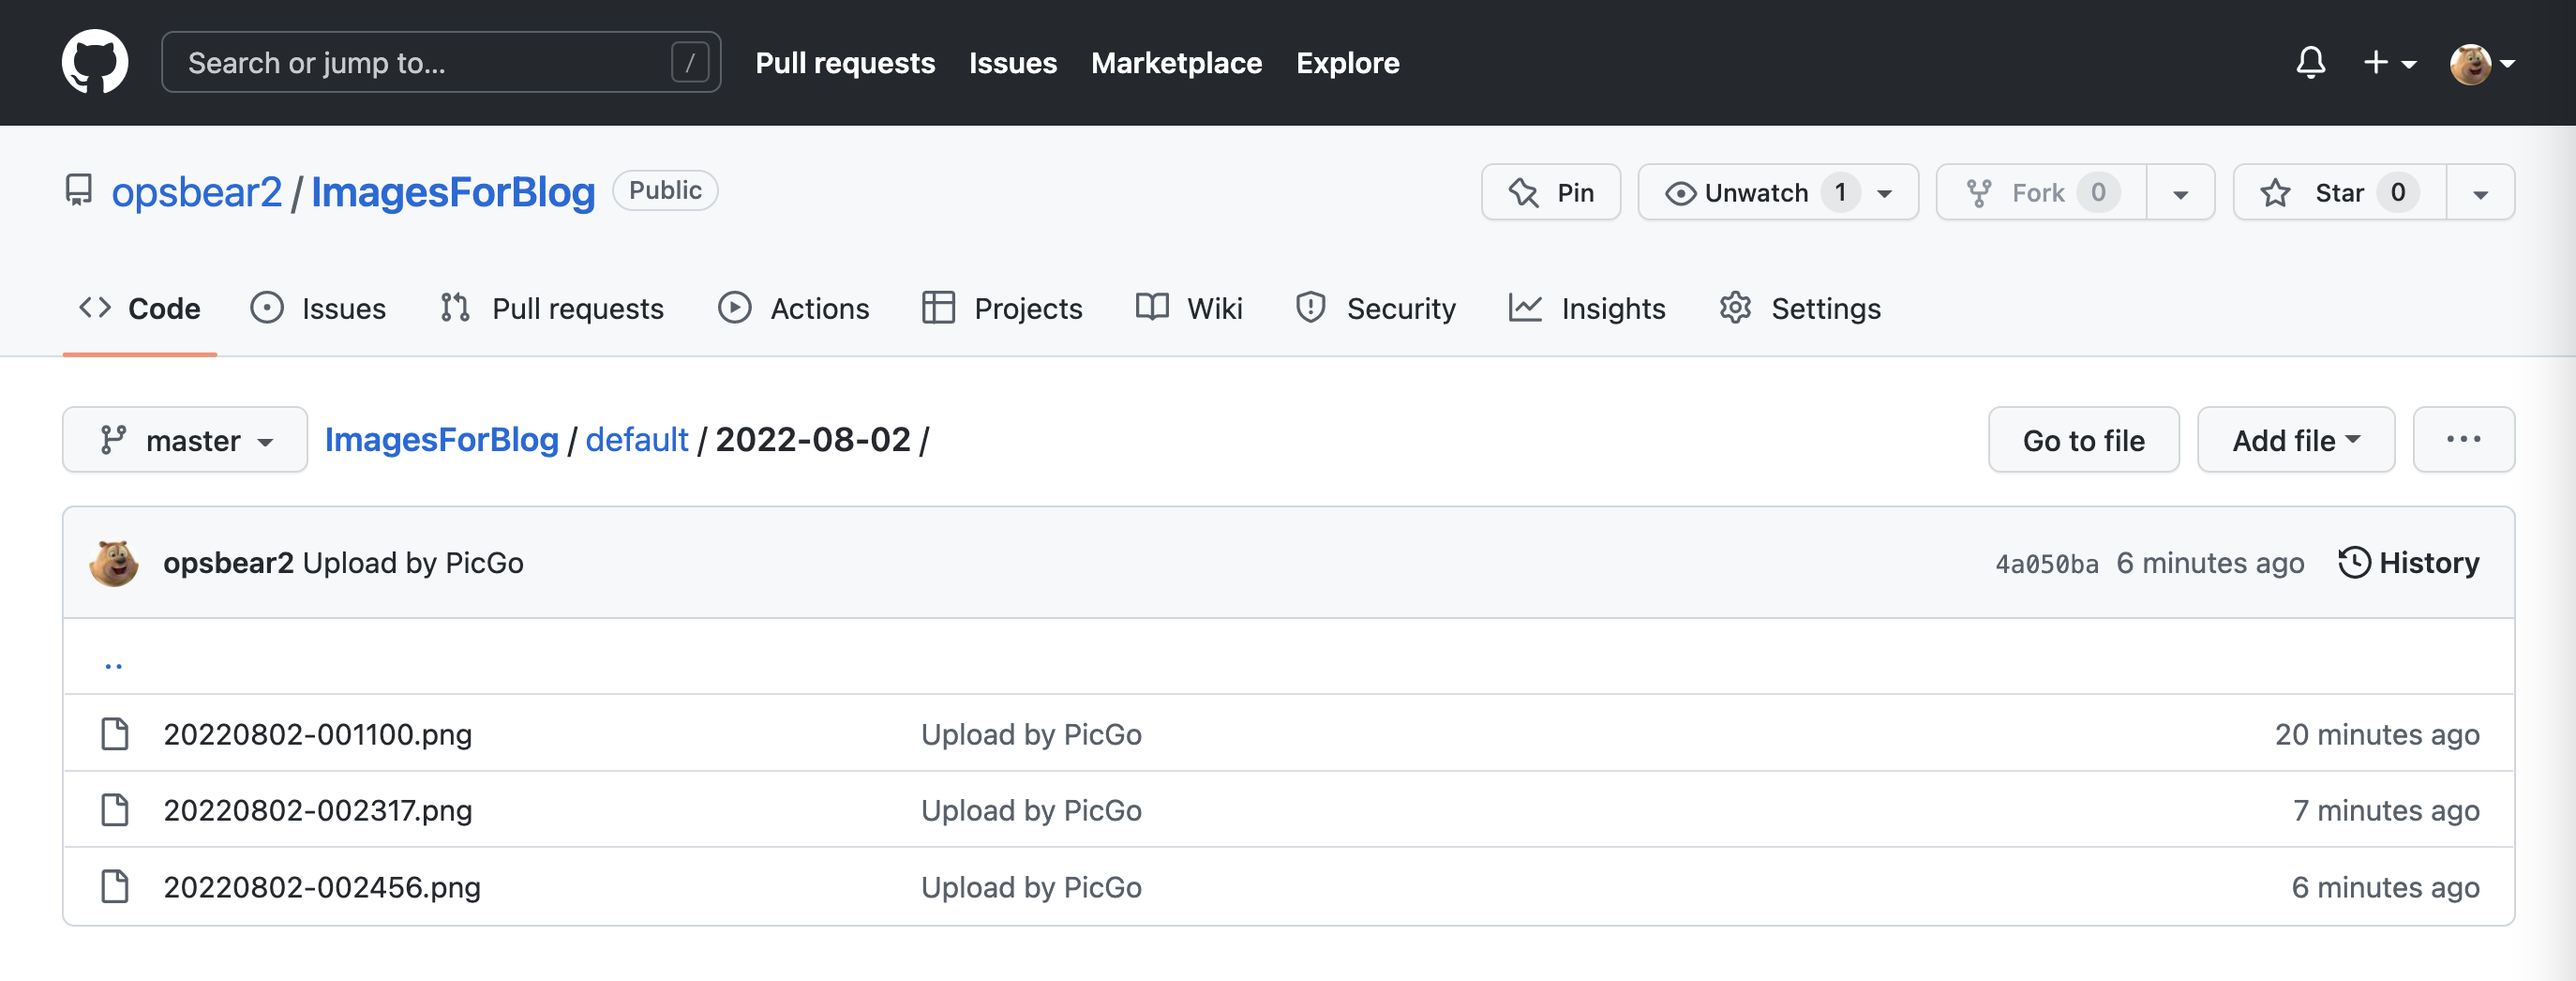 Search or jump to... / Pull requests Issues Marketplace Explore
opsbear2 / ImagesForBlog Public Pin Unwatch 1 Fork 0 Star 0
Code Issues Pull requests Actions Projects Wiki Security Insights Settings
master ImagesForBlog / default / 2022-08-02 / Go to file Add file ...
opsbear2 Upload by PicGo 4a050ba 6 minutes ago History
..
20220802-001100.png Upload by PicGo 20 minutes ago
20220802-002317.png Upload by PicGo 7 minutes ago
20220802-002456.png Upload by PicGo 6 minutes ago